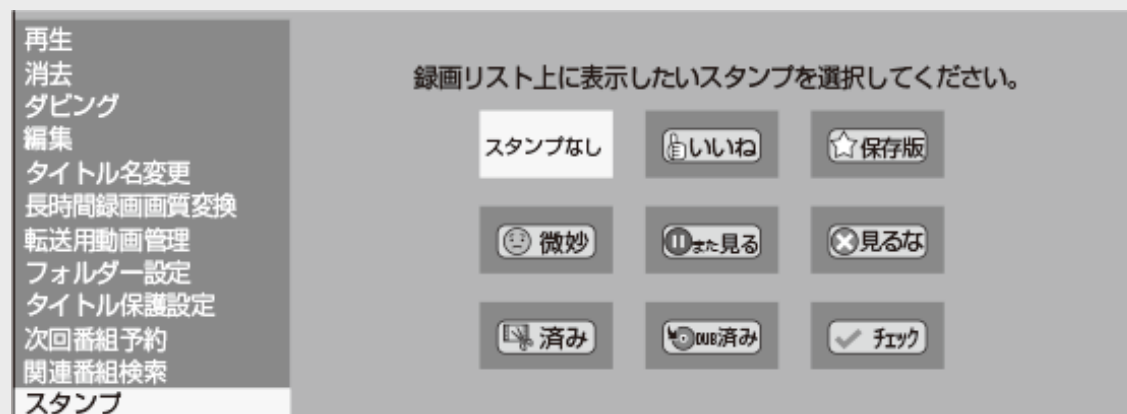 再生
消去
ダビング
編集
タイトル名変更
長時間録画画質変換
転送用動画管理
フォルダー設定
タイトル保護設定
次回番組予約
関連番組検索
スタンプ
録画リスト上に表示したいスタンプを選択してください。
スタンプなし
いいね
保存版
微妙
また見る
見るな
済み
DUB済み
チェック